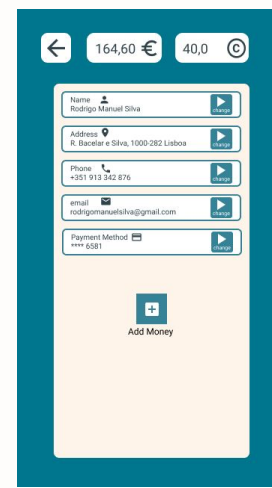 164,60 €
40,0 ©
Name
Rodrigo Manuel Silva
change
Address
R. Bacelar e Silva, 1000-282 Lisboa
change
Phone
+351 913 342 876
change
email
rodrigomanuelsilva@gmail.com
change
Payment Method
**** 6581
change
Add Money